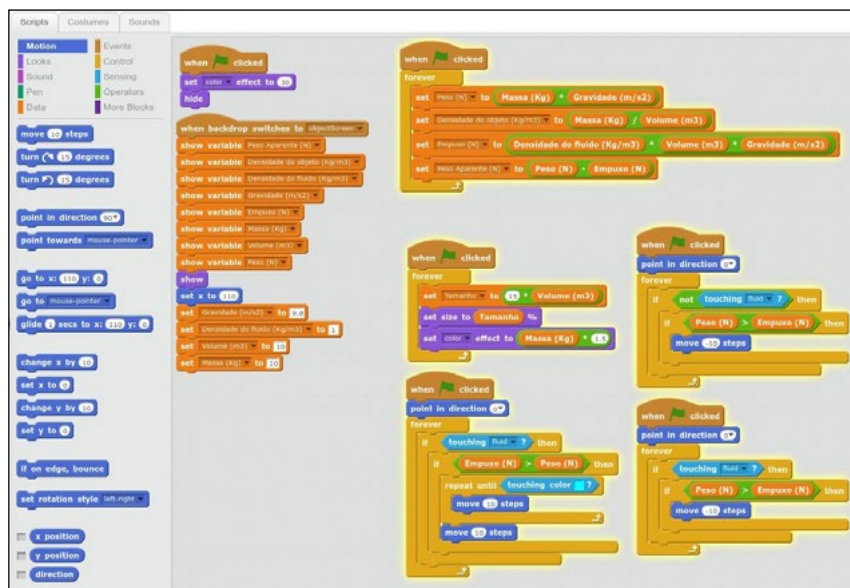 Scripts Costumes Sounds
Motion
Looks
Sound
Pen
Data
Events
Control
Sensing
Operators
More Blocks
move 10 steps
turn 15 degrees
turn 15 degrees
point in direction 90
point towards mouse-pointer
go to x: 110 y: 0
go to mouse-pointer
glide 1 secs to x: 110 y: 0
change x by 10
set x to 0
change y by 10
set y to 0
if on edge, bounce
set rotation style left-right
x position
y position
direction
when clicked
set color effect to 30
hide
when backdrop switches to objectScreen
show variable Peso Aparente (N)
show variable Densidade do objeto (Kg/m3)
show variable Densidade do fluido (Kg/m3)
show variable Gravidade (m/s2)
show variable Empuxo (N)
show variable Massa (Kg)
show variable Volume (m3)
show variable Peso (N)
show
set x to 110
set Gravidade (m/s2) to 9.8
set Densidade do fluido (Kg/m3) to 1
set Volume (m3) to 10
set Massa (Kg) to 10
when clicked
forever
set Peso (N) to Massa (Kg) * Gravidade (m/s2)
set Densidade do objeto (Kg/m3) to Massa (Kg) / Volume (m3)
set Empuxo (N) to Densidade do fluido (Kg/m3) * Volume (m3) * Gravidade (m/s2)
set Peso Aparente (N) to Peso (N) - Empuxo (N)
when clicked
forever
set Tamanho to 15 * Volume (m3)
set size to Tamanho %
set color effect to Massa (Kg) * 1.5
when clicked
point in direction 0
forever
if not touching fluid ? then
if Peso (N) > Empuxo (N) then
move -10 steps
when clicked
point in direction 0
forever
if touching fluid ? then
if Empuxo (N) > Peso (N) then
repeat until touching color ?
move 10 steps
move 10 steps
when clicked
point in direction 0
forever
if touching fluid ? then
if Peso (N) > Empuxo (N) then
move -10 steps